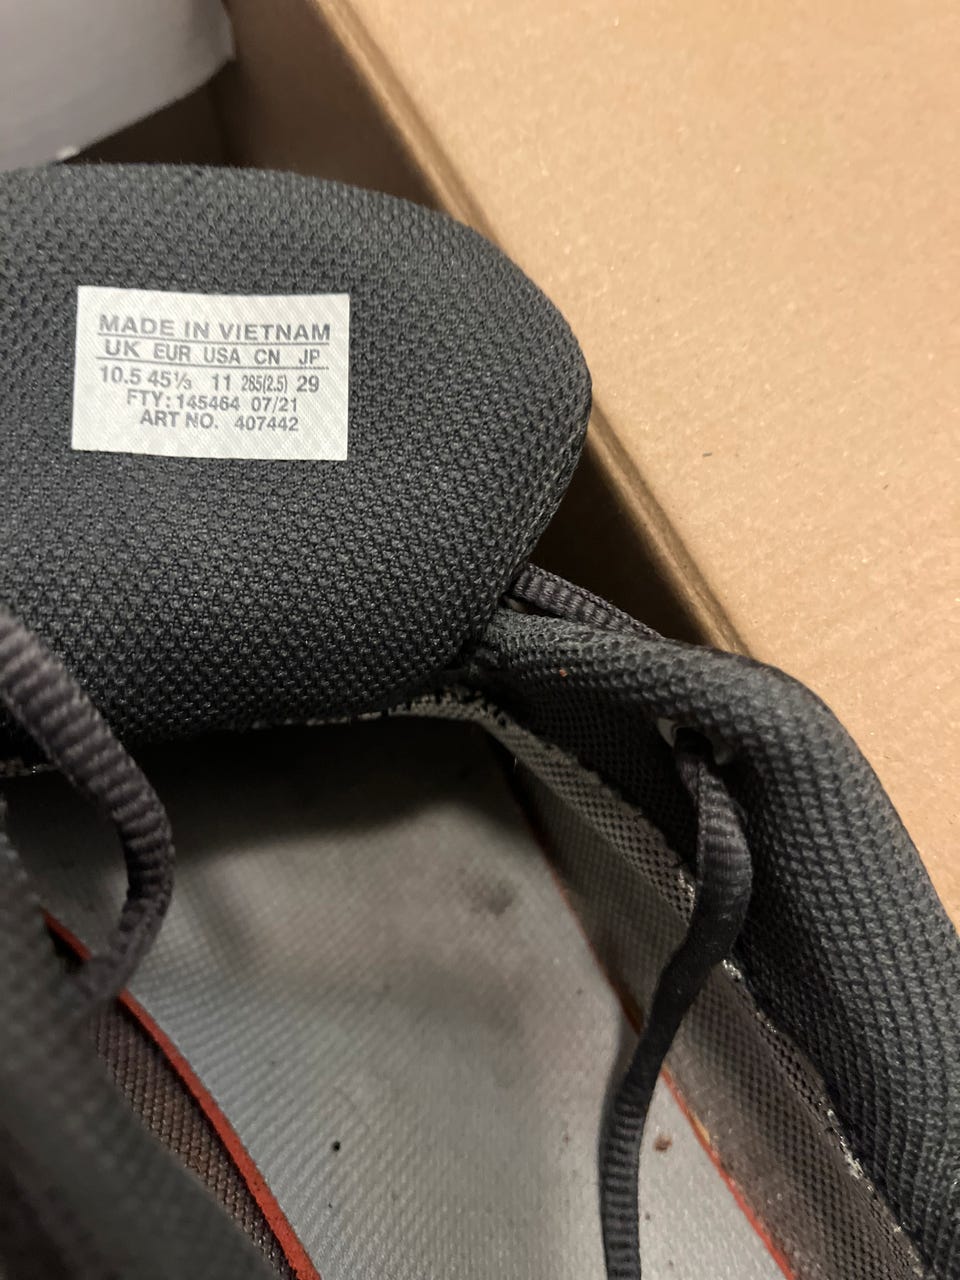 MADE IN VIETNAM
UK EUR USA CN JP
10.5 45⅓ 11 285(2.5) 29
FTY: 145464 07/21
ART NO. 407442